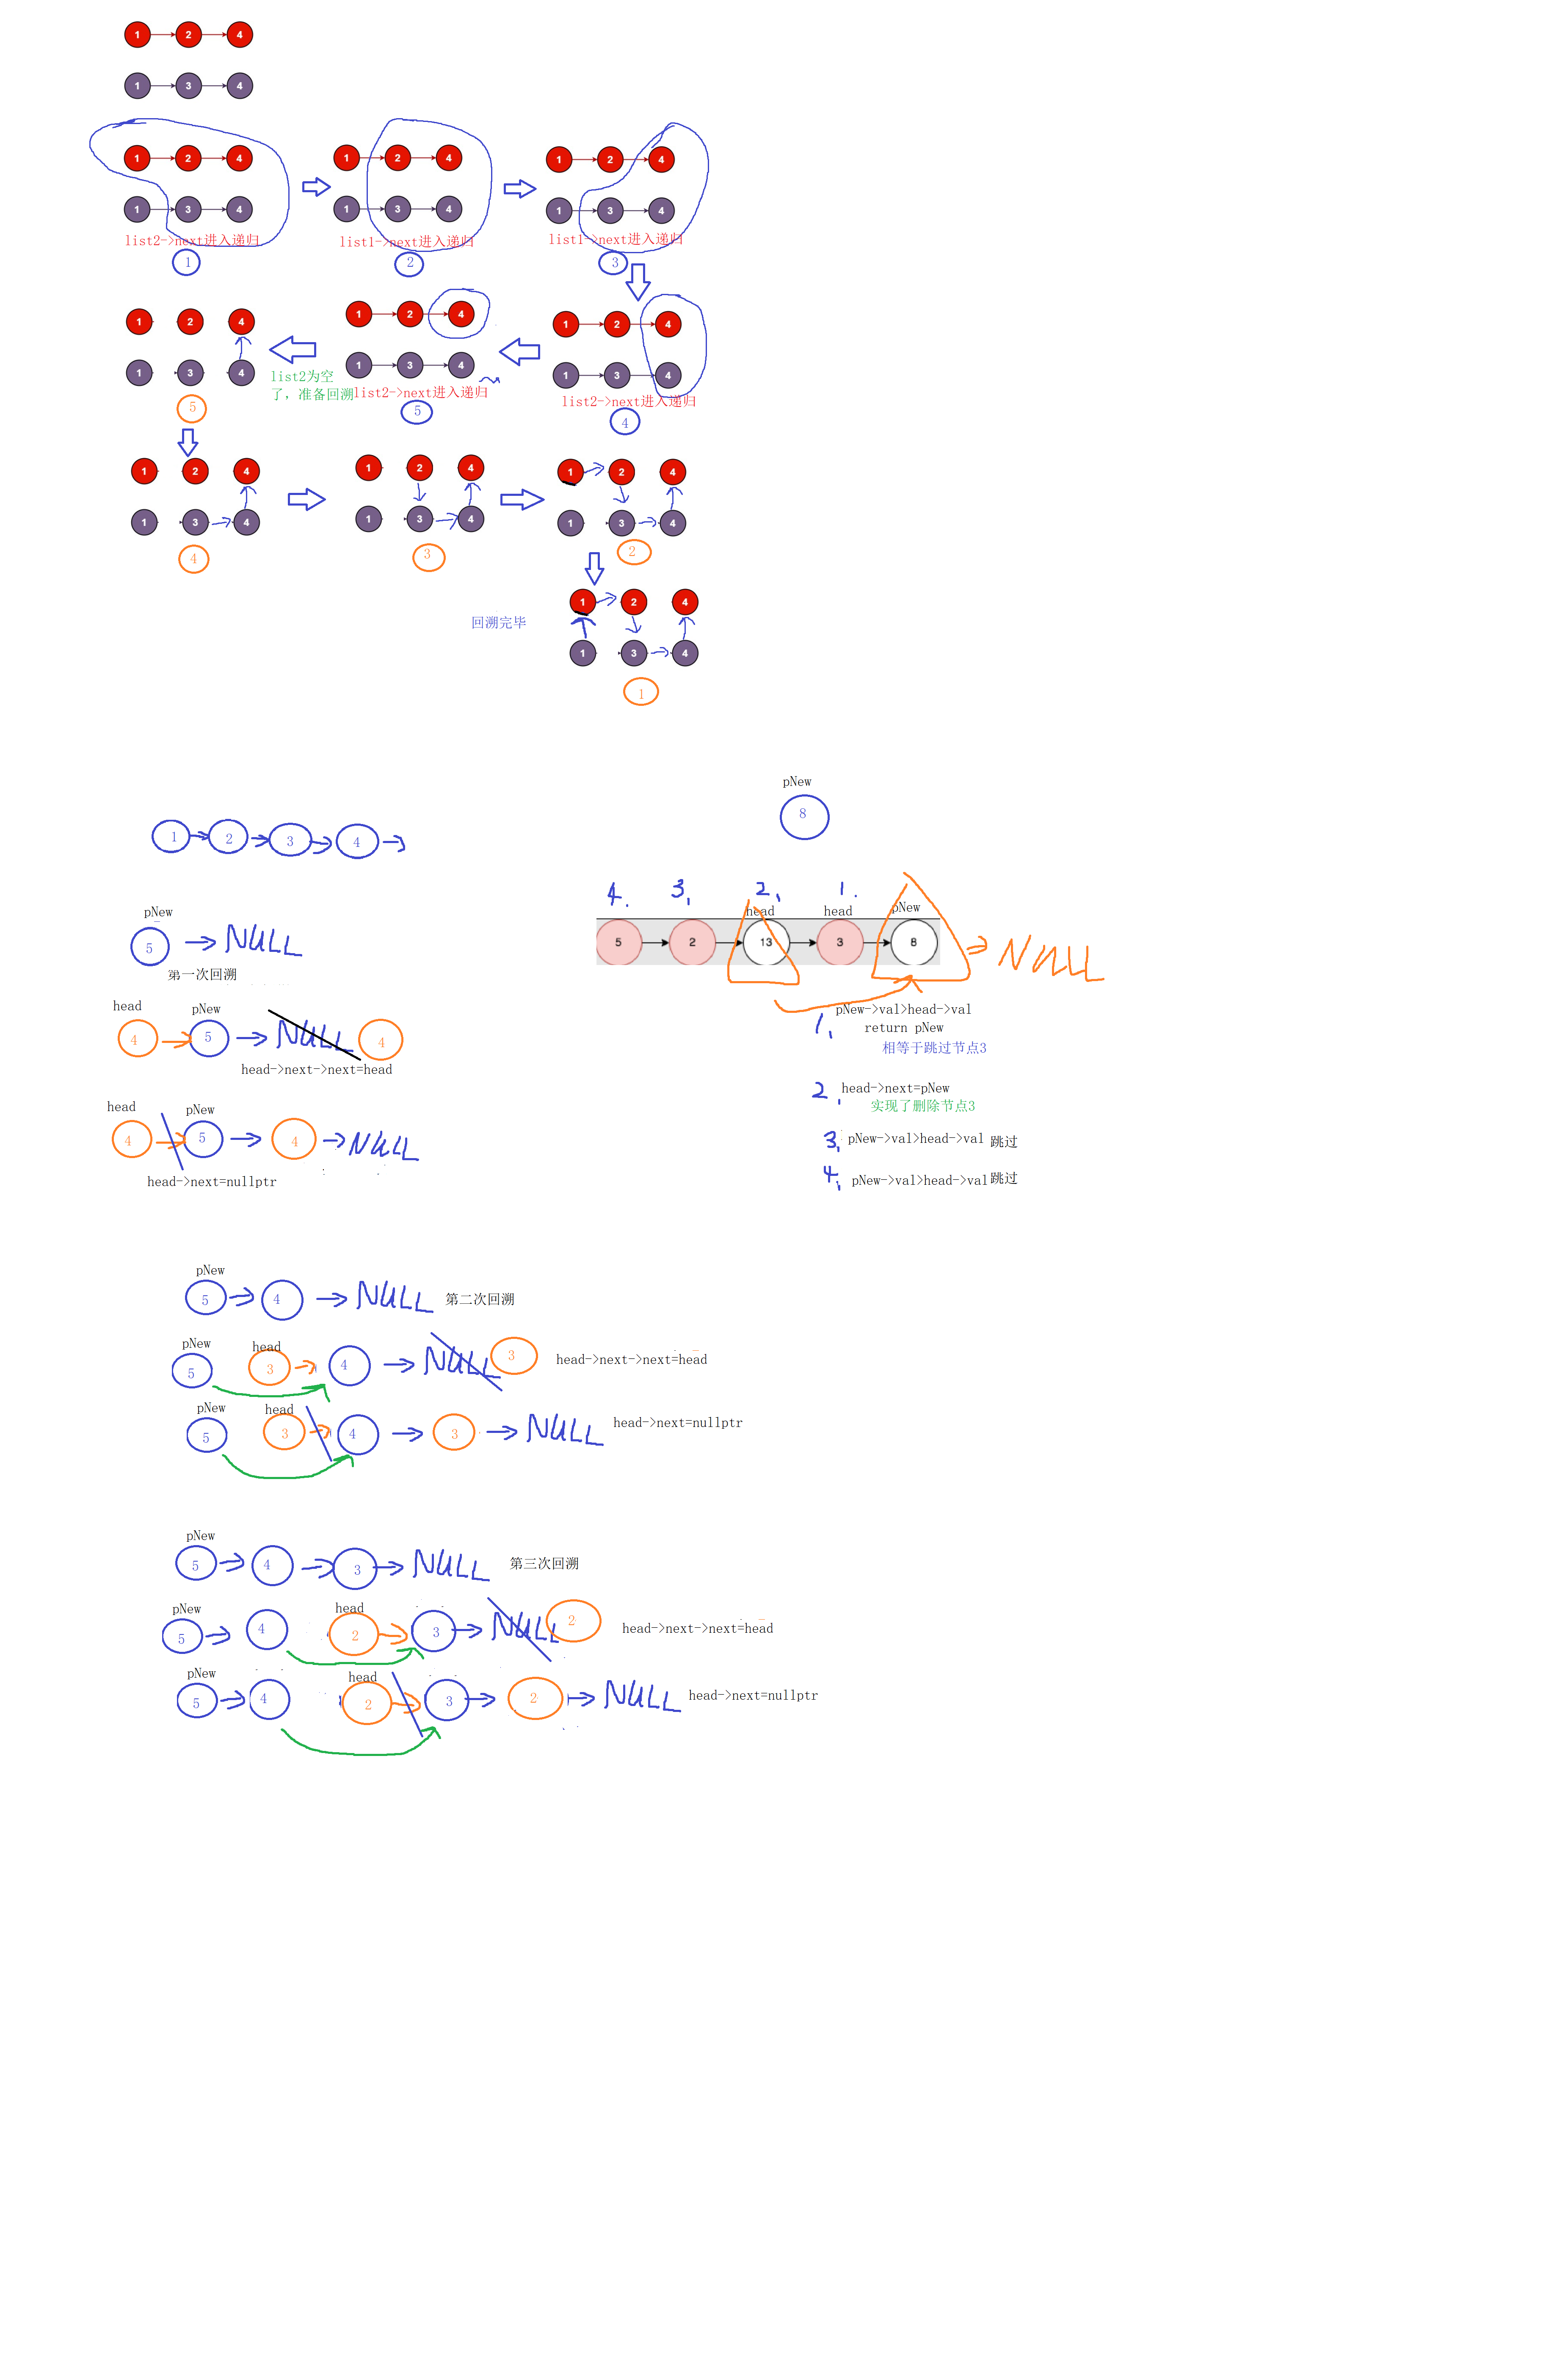 1 2 4
1 3 4
1 2 4
1 3 4
list2->next进入递归
1
1 2 4
1 3 4
list1->next进入递归
2
1 2 4
1 3 4
list1->next进入递归
3
1 2 4
1 3 4
list2->next进入递归
4
1 2 4
1 3 4
list2->next进入递归
5
list2为空
了，准备回溯
1 2 4
1 3 4
5
1 2 4
1 3 4
4
1 2 4
1 3 4
3
1 2 4
1 3 4
2
回溯完毕
1 2 4
1 3 4
1
1 2 3 4
pNew
5 NULL
第一次回溯
head pNew
4 5 NULL 4
head->next->next=head
head pNew
4 5 4 NULL
head->next=nullptr
pNew
8
4. 3, 2, 1.
head head pNew
5 2 13 3 8 NULL
1, pNew->val>head->val
return pNew
相等于跳过节点3
2, head->next=pNew
实现了删除节点3
3, pNew->val>head->val 跳过
4, pNew->val>head->val 跳过
pNew
5 4 NULL 第二次回溯
pNew head
5 3 4 NULL 3 head->next->next=head
pNew head
5 3 4 3 NULL head->next=nullptr
pNew
5 4 3 NULL 第三次回溯
pNew head
5 4 2 3 NULL 2 head->next->next=head
pNew head
5 4 2 3 2 NULL head->next=nullptr